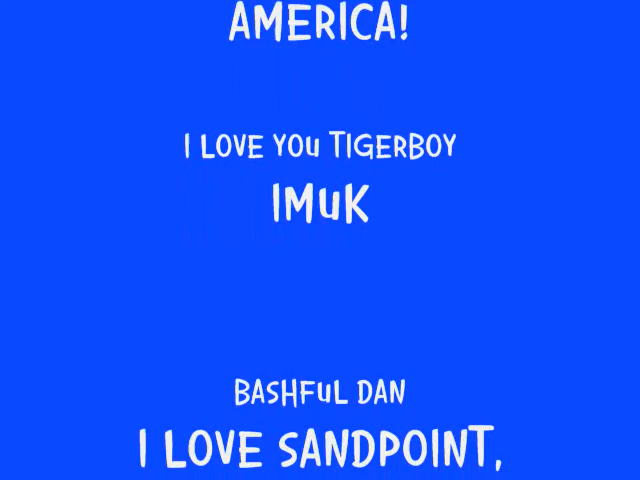 AMERICA!
I LOVE YOU TIGERBOY
IMUK
BASHFUL DAN
I LOVE SANDPOINT,